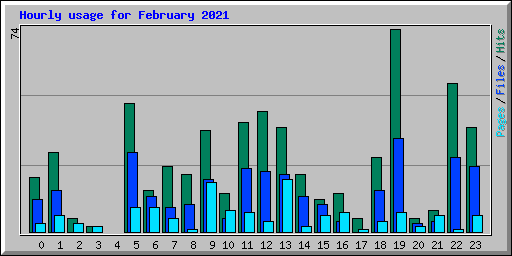 Hourly usage for February 2021
74
Pages / Files / Hits
0 1 2 3 4 5 6 7 8 9 10 11 12 13 14 15 16 17 18 19 20 21 22 23